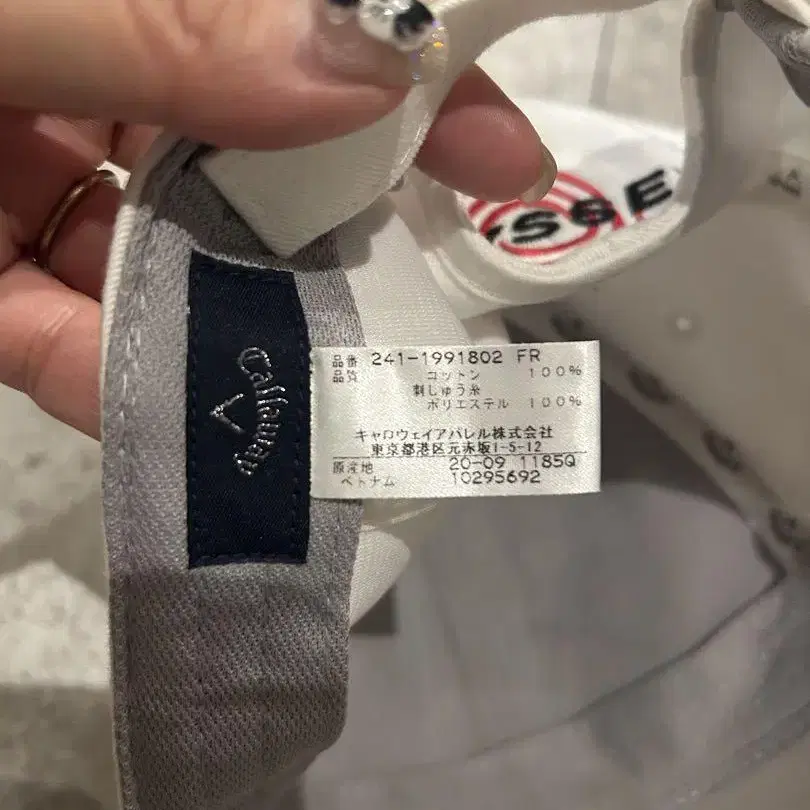 SSE
Callaway
品番 241-1991802 FR
品質 コットン 100%
刺しゅう糸
ポリエステル 100%
キャロウェイアパレル株式会社
東京都港区元赤坂1-5-12
原産地 20-09 1185Q
ベトナム 10295692